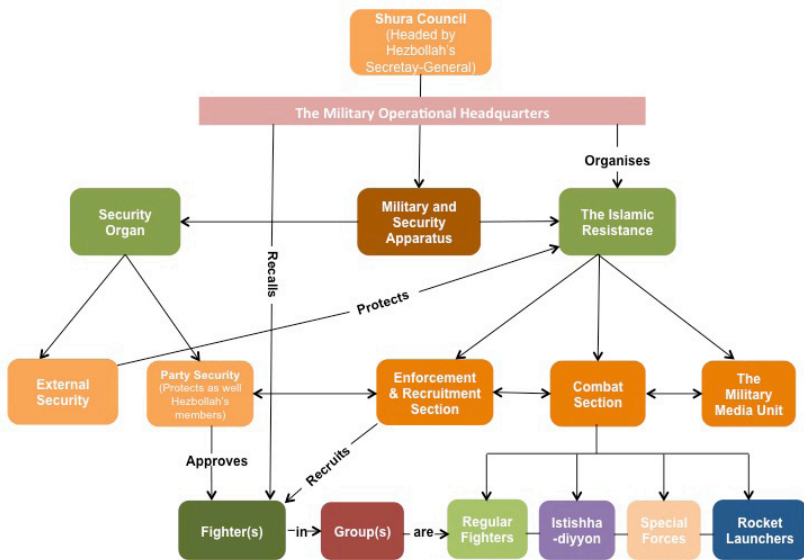 Shura Council
(Headed by
Hezbollah's
Secretay-General)
The Military Operational Headquarters
Organises
Security
Organ
Military and
Security
Apparatus
The Islamic
Resistance
Recalls
Protects
External
Security
Party Security
(Protects as well
Hezbollah's
members)
Enforcement
& Recruitment
Section
Combat
Section
The
Military
Media Unit
Approves
Recruits
Fighter(s)
in
Group(s)
are
Regular
Fighters
Istishha
-diyyon
Special
Forces
Rocket
Launchers